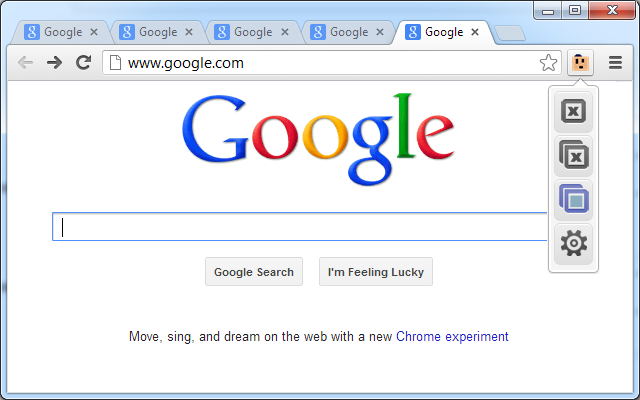 Google Google Google Google Google
www.google.com
Google
Google Search I'm Feeling Lucky
Move, sing, and dream on the web with a new Chrome experiment